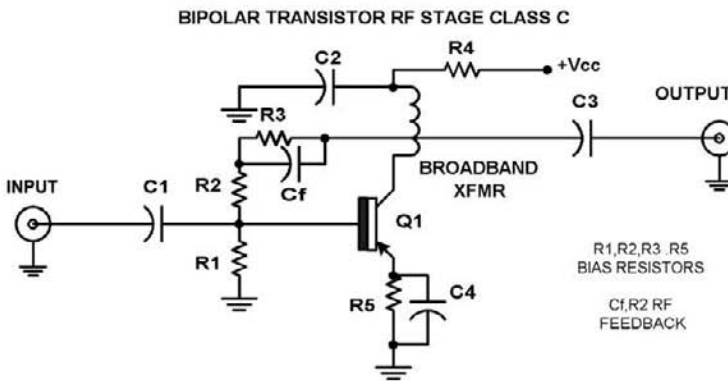 BIPOLAR TRANSISTOR RF STAGE CLASS C
C2
R4
+Vcc
R3
C3
OUTPUT
INPUT
C1
R2
Cf
BROADBAND
XFMR
Q1
R1
R5
C4
R1,R2,R3 .R5
BIAS RESISTORS
Cf,R2 RF
FEEDBACK